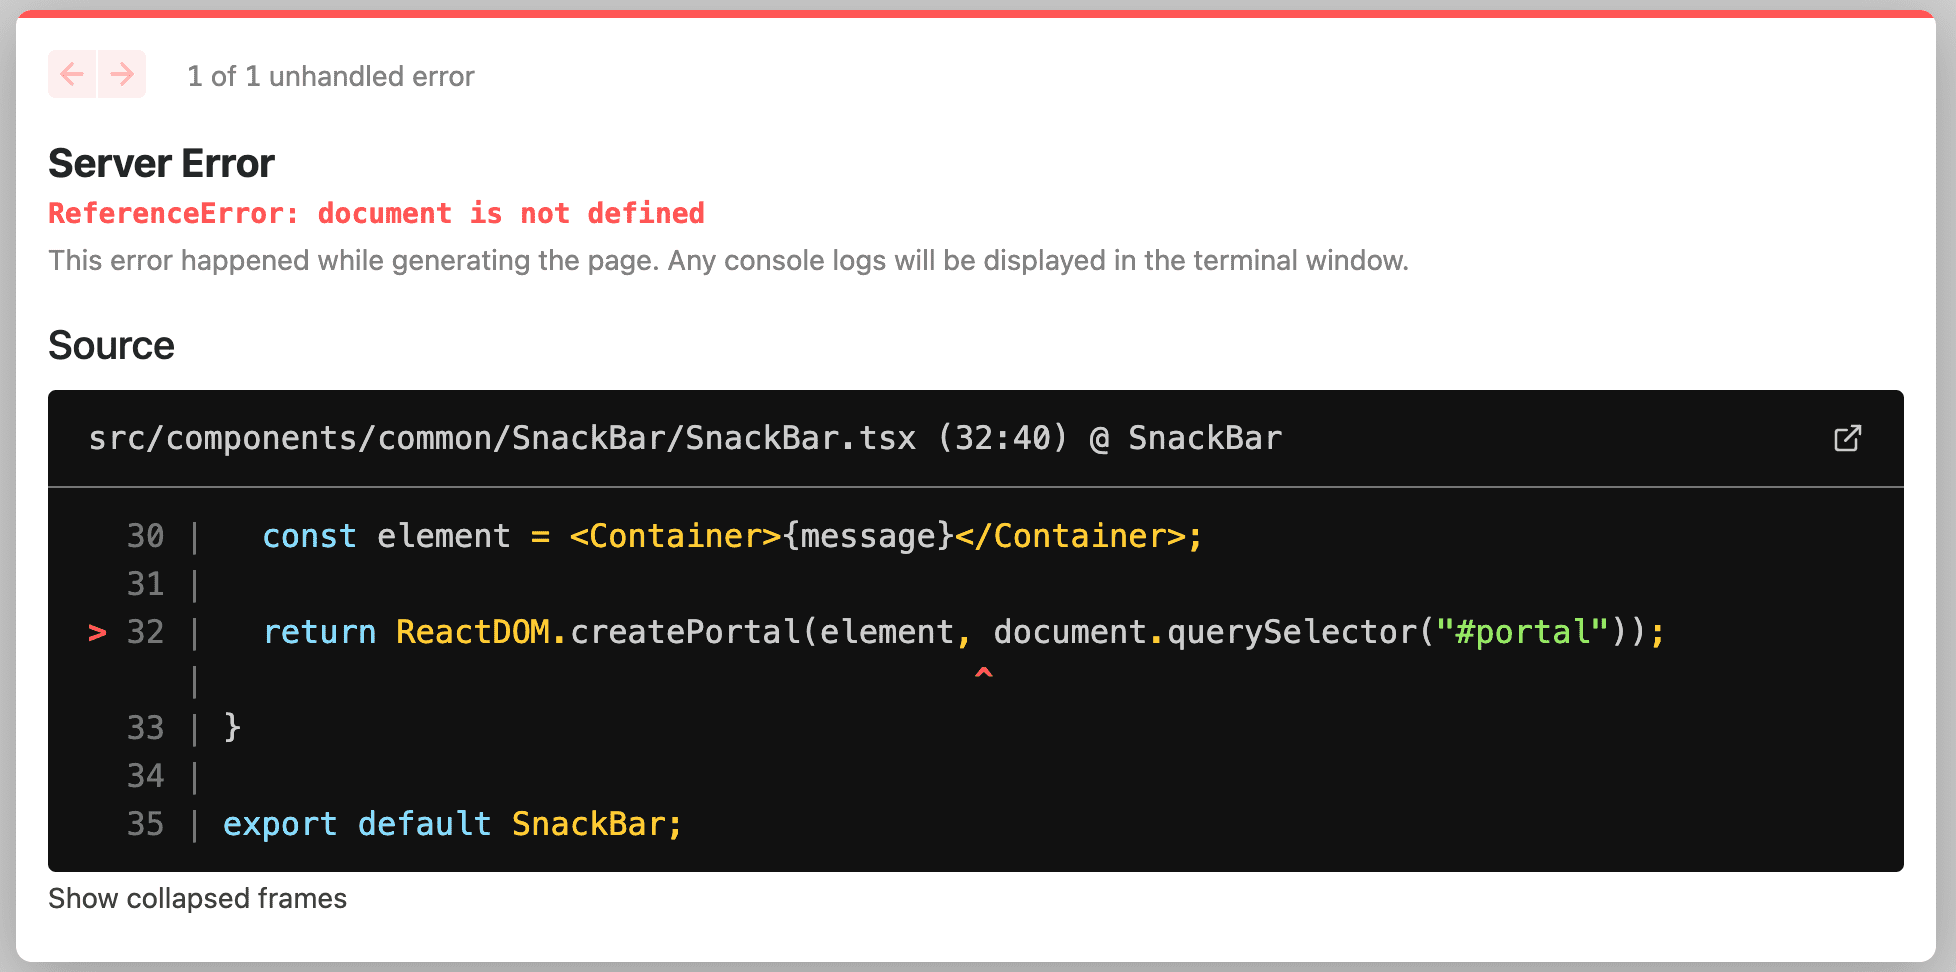 1 of 1 unhandled error
Server Error
ReferenceError: document is not defined
This error happened while generating the page. Any console logs will be displayed in the terminal window.
Source
src/components/common/SnackBar/SnackBar.tsx (32:40) @ SnackBar
30 |   const element = <Container>{message}</Container>;
31 |
> 32 |   return ReactDOM.createPortal(element, document.querySelector("#portal"));
|                                        ^
33 | }
34 |
35 | export default SnackBar;
Show collapsed frames